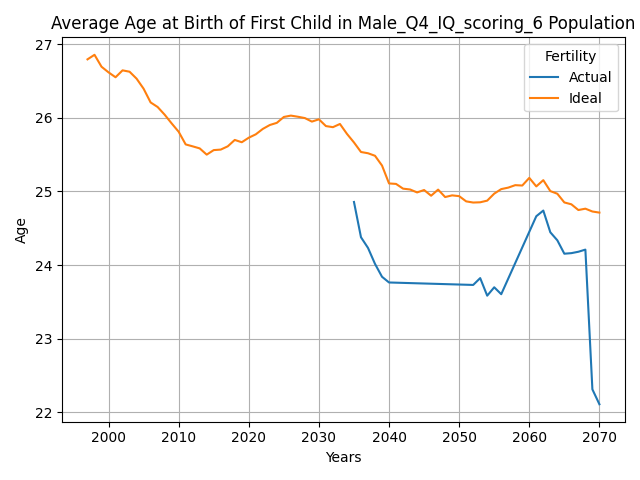 Average Age at Birth of First Child in Male_Q4_IQ_scoring_6 Population
Fertility
Actual
Ideal
27
26
25
24
23
22
Age
2000 2010 2020 2030 2040 2050 2060 2070
Years